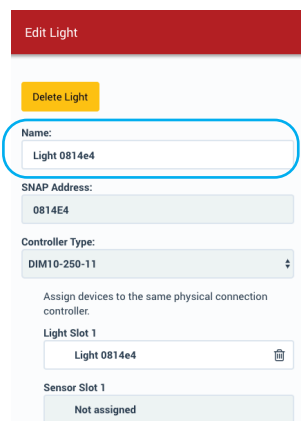 Edit Light
Delete Light
Name:
Light 0814e4
SNAP Address:
0814E4
Controller Type:
DIM10-250-11
Assign devices to the same physical connection
controller.
Light Slot 1
Light 0814e4
Sensor Slot 1
Not assigned